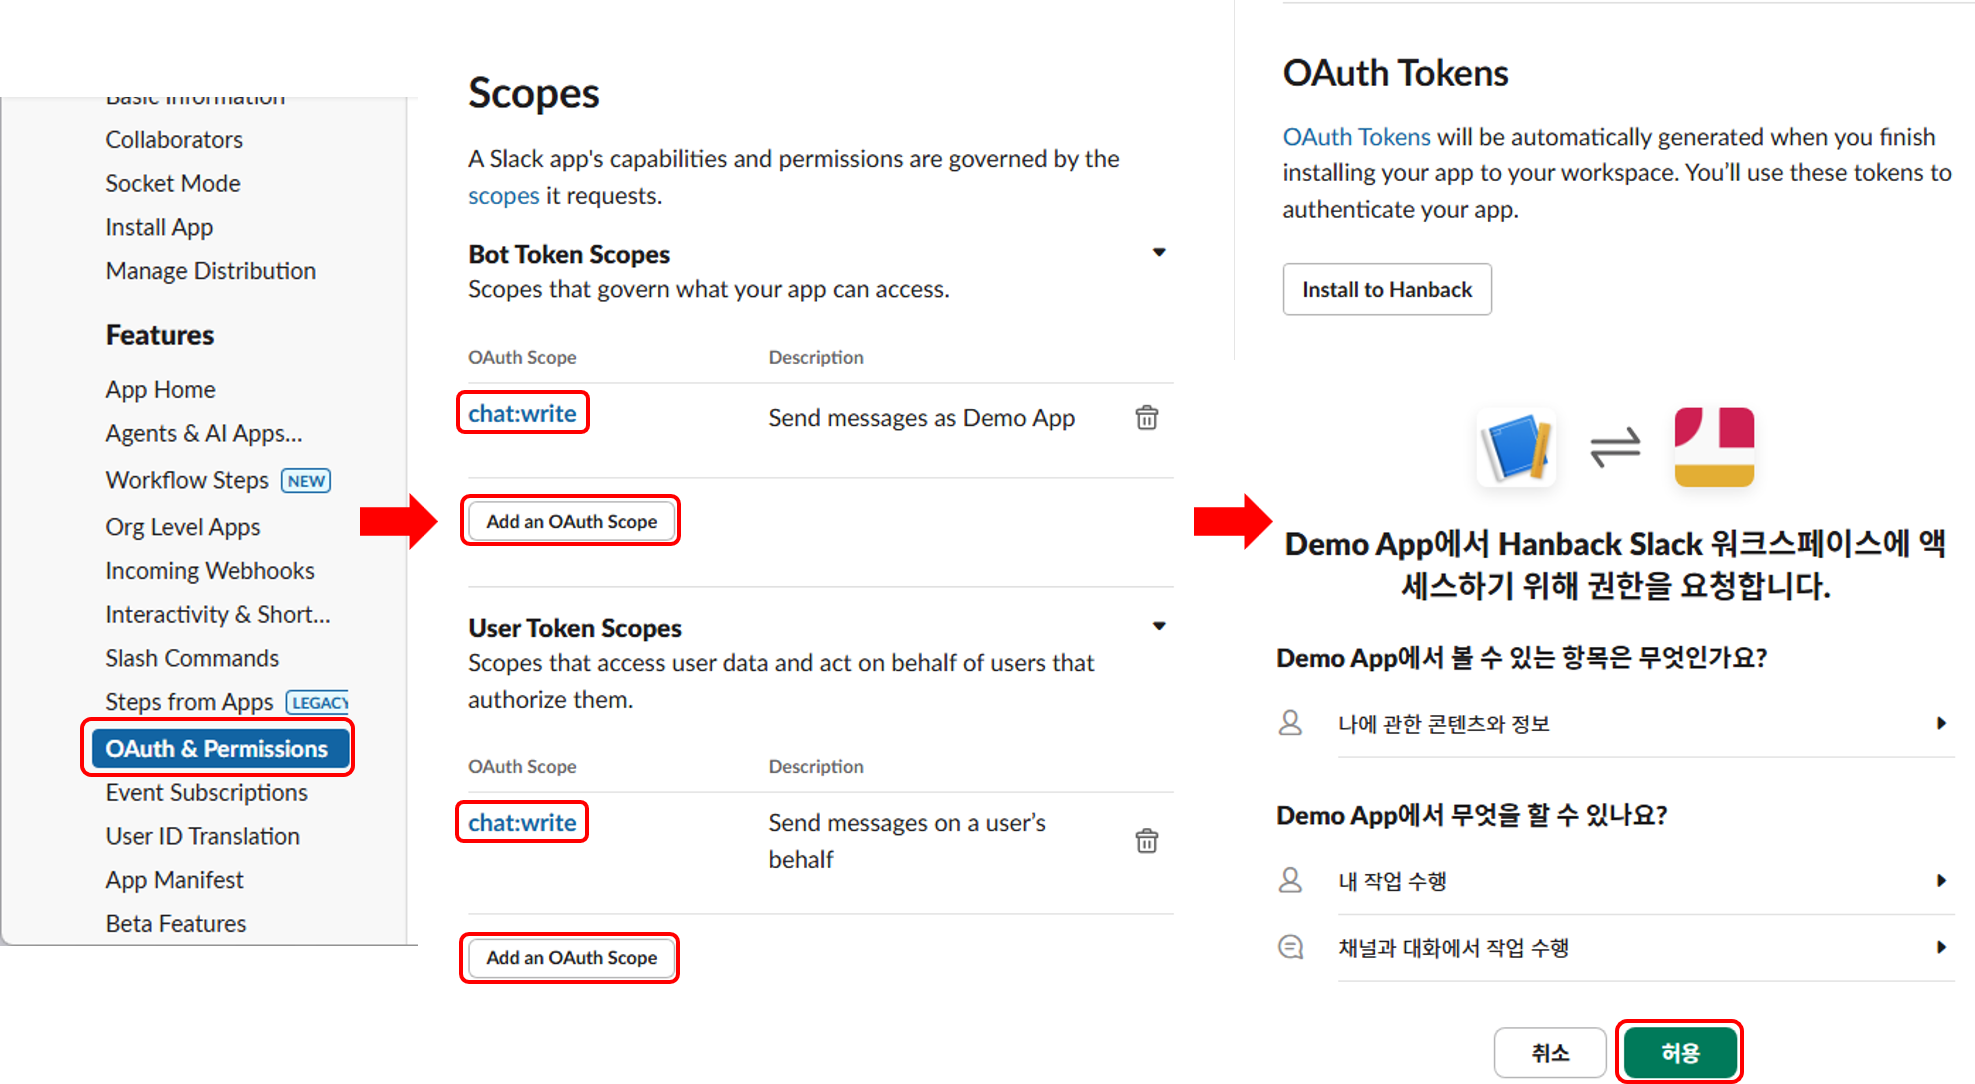 Basic Information
Collaborators
Socket Mode
Install App
Manage Distribution
Features
App Home
Agents & AI Apps...
Workflow Steps NEW
Org Level Apps
Incoming Webhooks
Interactivity & Short...
Slash Commands
Steps from Apps LEGACY
OAuth & Permissions
Event Subscriptions
User ID Translation
App Manifest
Beta Features
Scopes
A Slack app's capabilities and permissions are governed by the
scopes it requests.
Bot Token Scopes
Scopes that govern what your app can access.
OAuth Scope Description
chat:write Send messages as Demo App
Add an OAuth Scope
User Token Scopes
Scopes that access user data and act on behalf of users that
authorize them.
OAuth Scope Description
chat:write Send messages on a user’s
behalf
Add an OAuth Scope
OAuth Tokens
OAuth Tokens will be automatically generated when you finish
installing your app to your workspace. You’ll use these tokens to
authenticate your app.
Install to Hanback
Demo App에서 Hanback Slack 워크스페이스에 액
세스하기 위해 권한을 요청합니다.
Demo App에서 볼 수 있는 항목은 무엇인가요?
나에 관한 콘텐츠와 정보
Demo App에서 무엇을 할 수 있나요?
내 작업 수행
채널과 대화에서 작업 수행
취소 허용